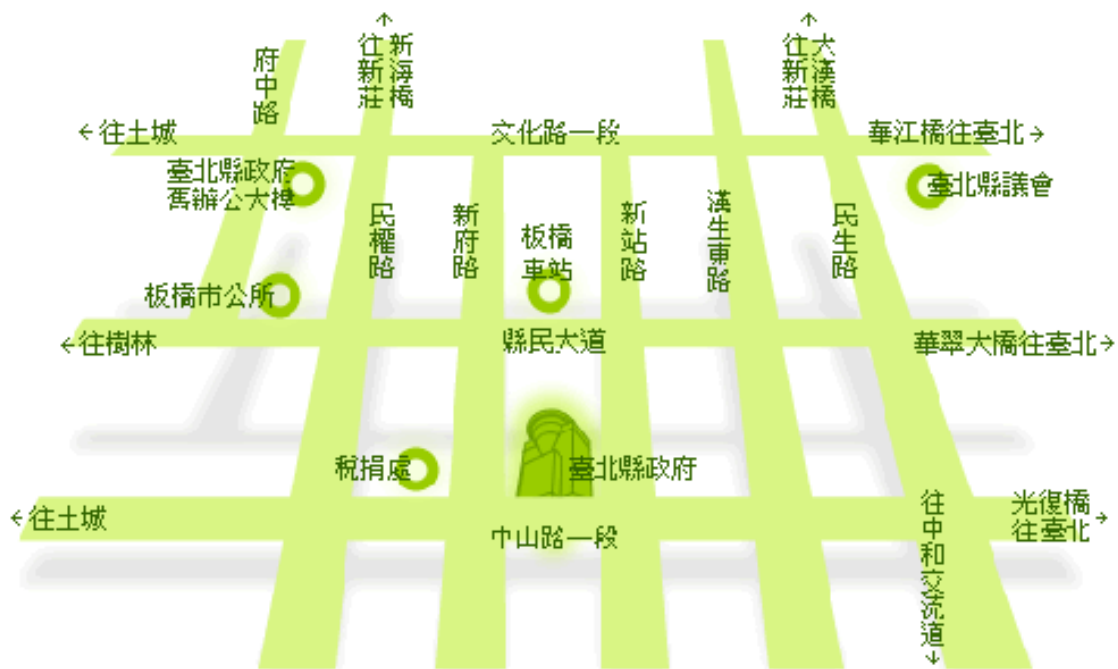 ↑
往新莊
新海橋
↑
往新莊
大漢橋
府中路
←往土城
文化路一段
華江橋往臺北→
臺北縣政府
舊辦公大樓
臺北縣議會
民權路
新府路
板橋
車站
新站路
漢生東路
民生路
板橋市公所
←往樹林
縣民大道
華翠大橋往臺北→
稅捐處
臺北縣政府
←往土城
中山路一段
往中和交流道
↓
光復橋
往臺北→